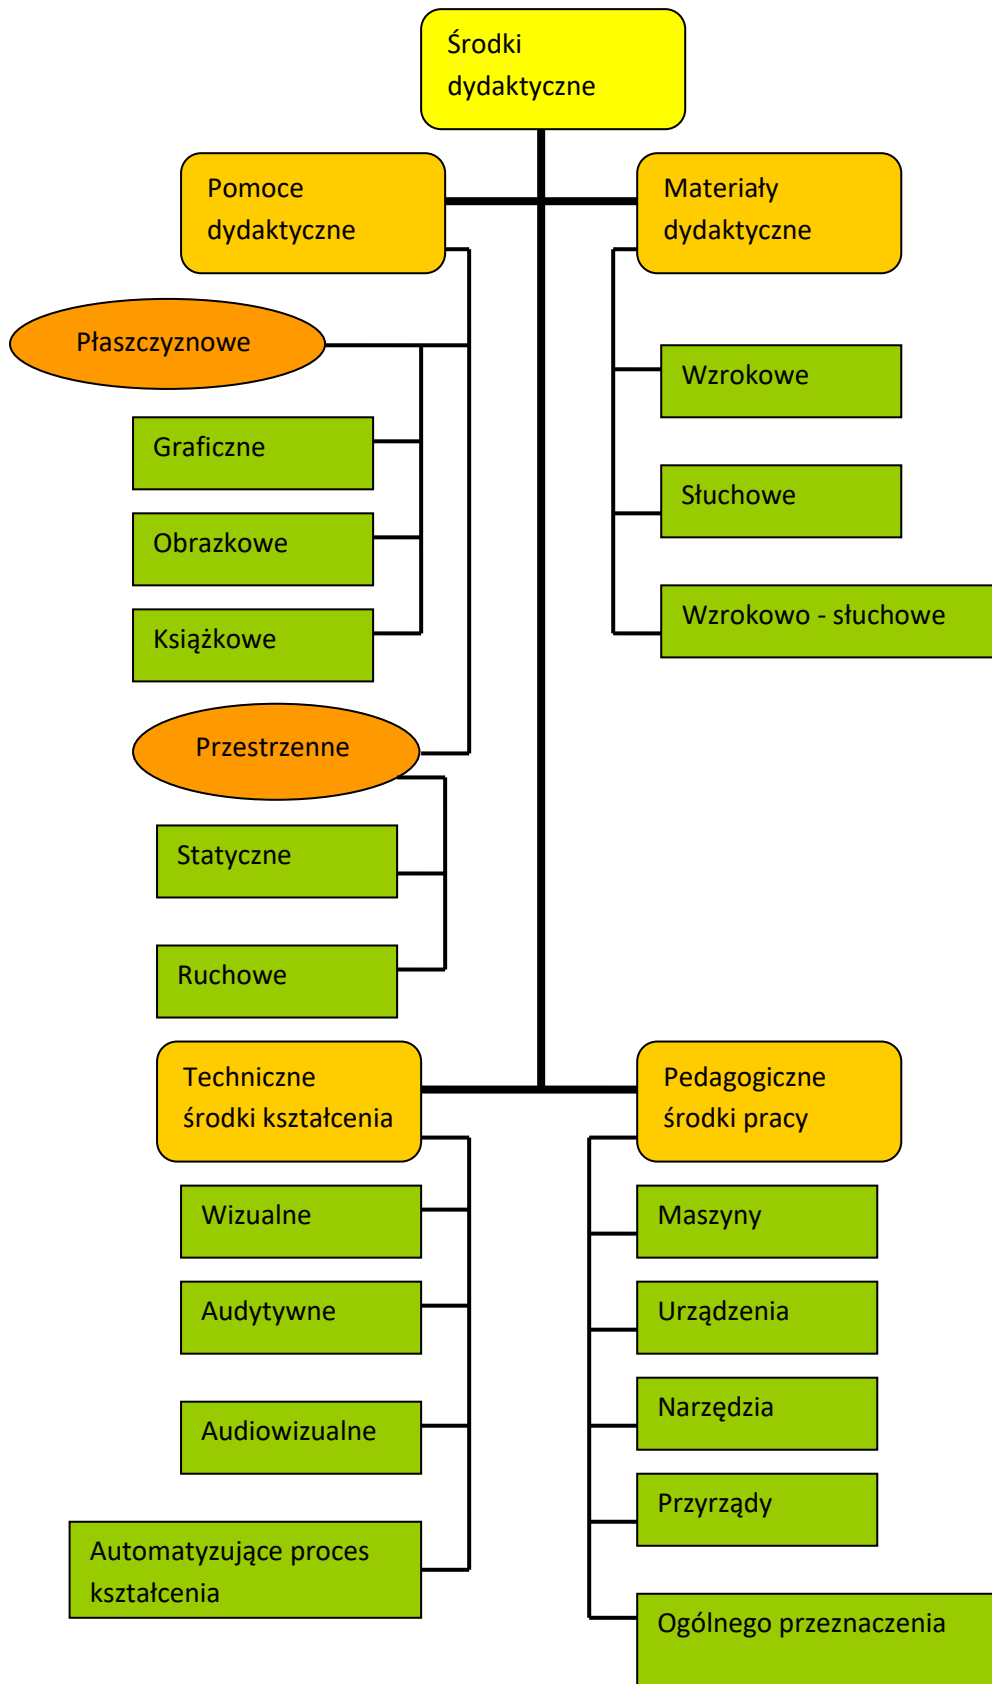 Środki
dydaktyczne
Pomoce
dydaktyczne
Materiały
dydaktyczne
Płaszczyznowe
Graficzne
Obrazkowe
Książkowe
Przestrzenne
Statyczne
Ruchowe
Wzrokowe
Słuchowe
Wzrokowo - słuchowe
Techniczne
środki kształcenia
Wizualne
Audytywne
Audiowizualne
Automatyzujące proces
kształcenia
Pedagogiczne
środki pracy
Maszyny
Urządzenia
Narzędzia
Przyrządy
Ogólnego przeznaczenia